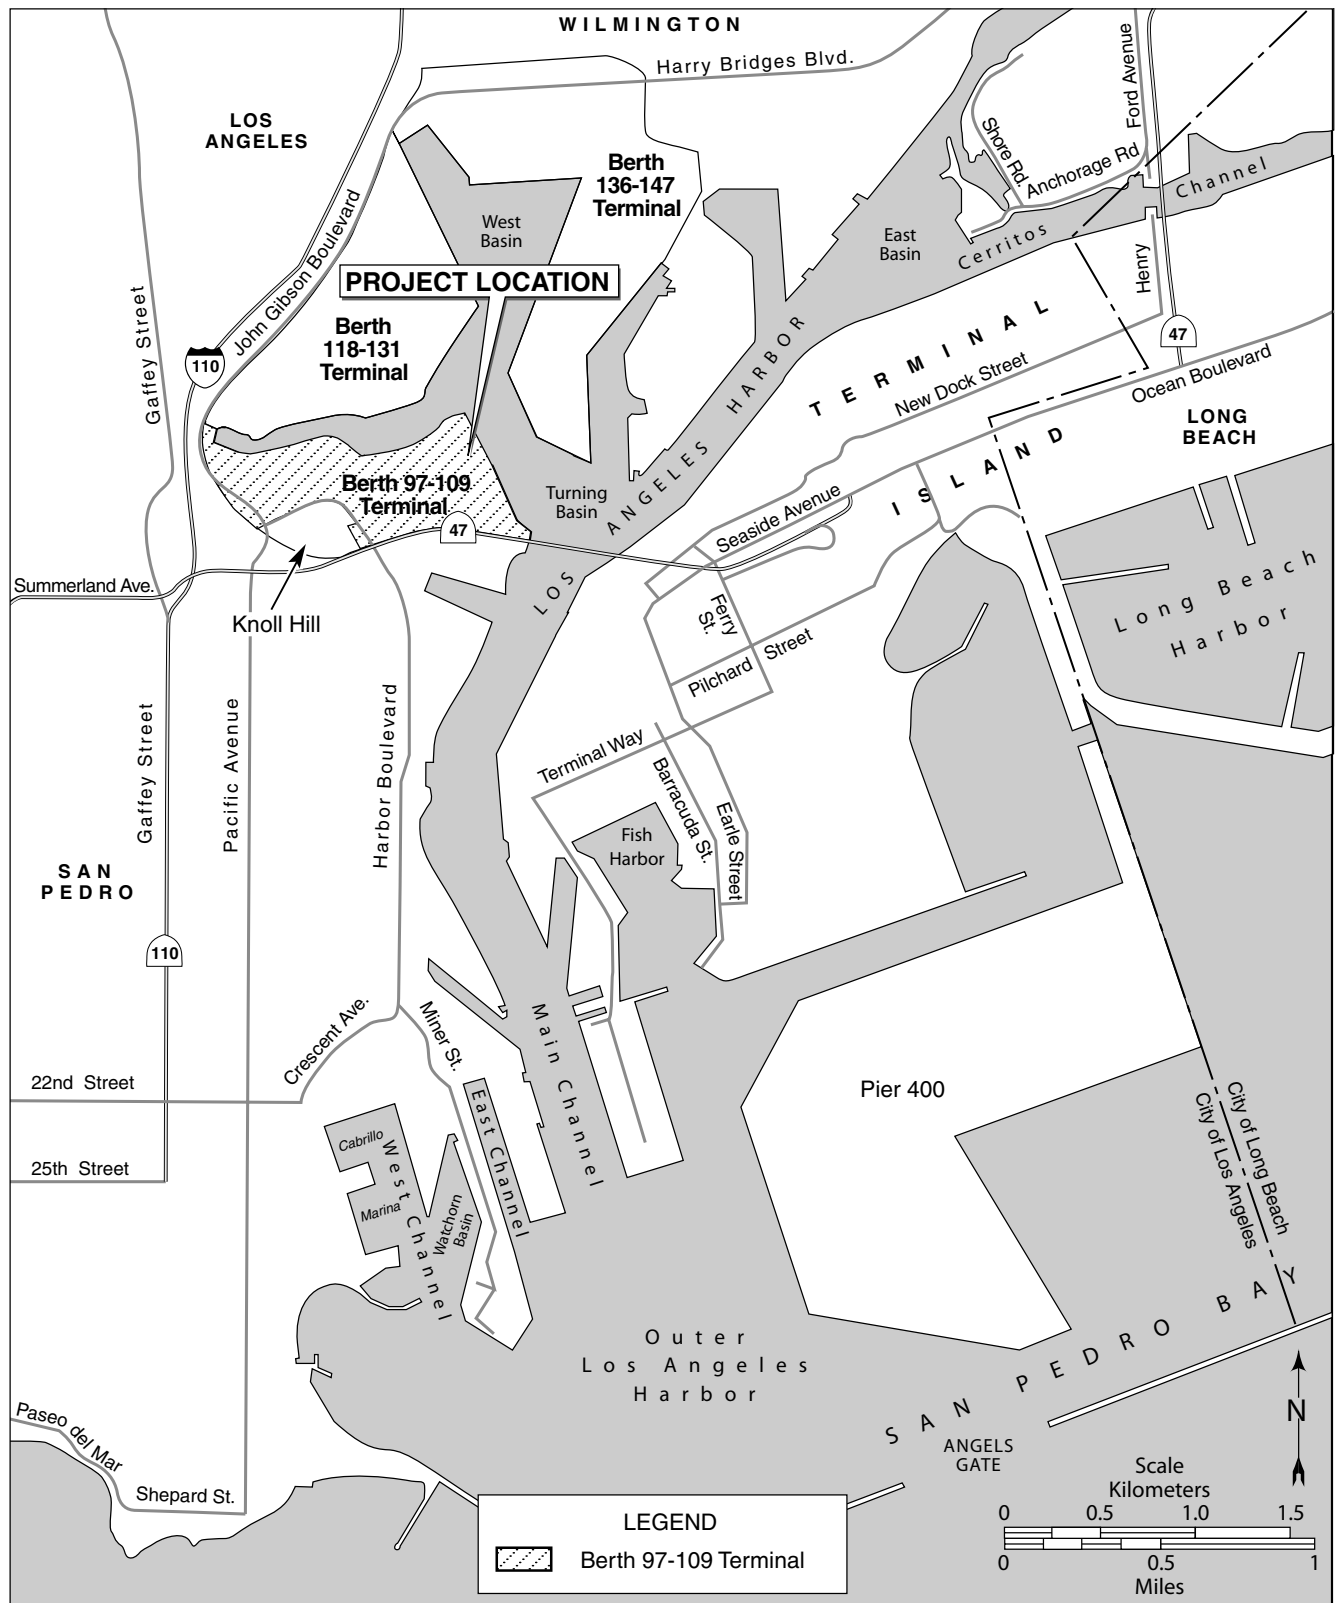 WILMINGTON
Harry Bridges Blvd.
Ford Avenue
LOS
ANGELES
Shore Rd.
Anchorage Rd
Berth
136-147
Terminal
Channel
West
Basin
East
Basin
Cerritos
John Gibson Boulevard
Henry
PROJECT LOCATION
Gaffey Street
Berth
118-131
Terminal
110
47
TERMINAL
New Dock Street
Ocean Boulevard
LONG
BEACH
LOS ANGELES HARBOR
ISLAND
Berth 97-109
Terminal
Turning
Basin
47
Seaside Avenue
Summerland Ave.
Knoll Hill
Ferry
St.
Pilchard Street
Long Beach
Harbor
Gaffey Street
Pacific Avenue
Harbor Boulevard
Terminal Way
Barracuda St.
Earle Street
Fish
Harbor
SAN
PEDRO
110
Crescent Ave.
Miner St.
Main Channel
22nd Street
Pier 400
East Channel
City of Long Beach
City of Los Angeles
25th Street
Cabrillo
Marina
West Channel
Watchorn
Basin
Outer
Los Angeles
Harbor
SAN PEDRO BAY
ANGELS
GATE
N
Paseo del Mar
Shepard St.
LEGEND
Berth 97-109 Terminal
Scale
Kilometers
0 0.5 1.0 1.5
0 0.5 1
Miles